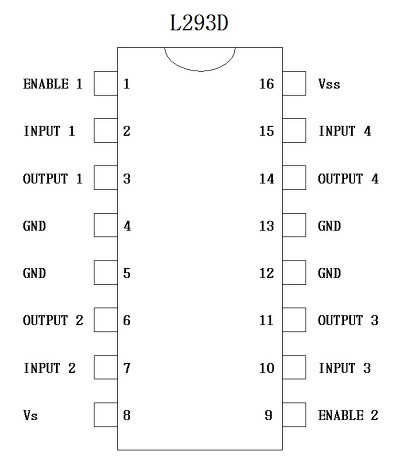 L293D
ENABLE 1 1 16 Vss
INPUT 1 2 15 INPUT 4
OUTPUT 1 3 14 OUTPUT 4
GND 4 13 GND
GND 5 12 GND
OUTPUT 2 6 11 OUTPUT 3
INPUT 2 7 10 INPUT 3
Vs 8 9 ENABLE 2